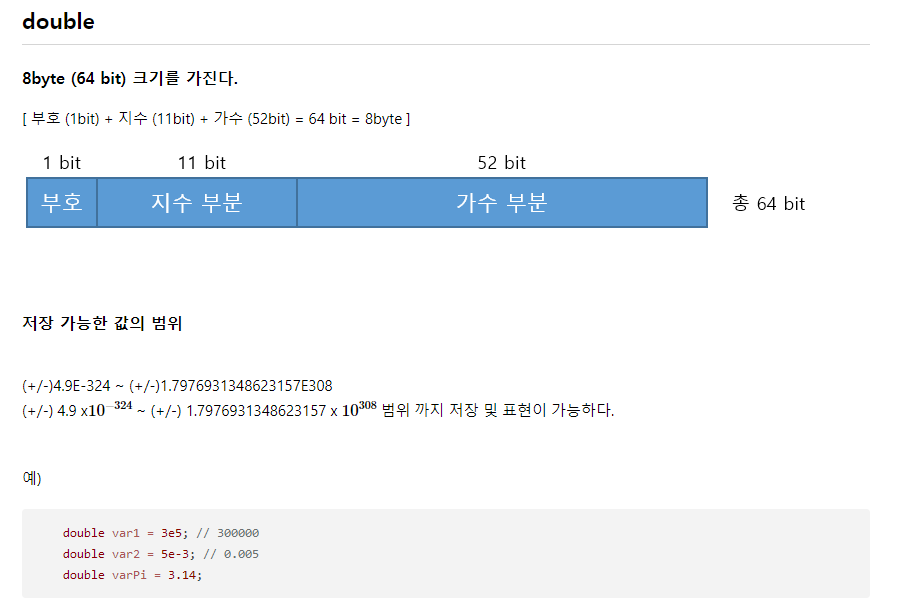 double
8byte (64 bit) 크기를 가진다.
[ 부호 (1bit) + 지수 (11bit) + 가수 (52bit) = 64 bit = 8byte ]
1 bit 11 bit 52 bit
부호 지수 부분 가수 부분 총 64 bit
저장 가능한 값의 범위
(+/-)4.9E-324 ~ (+/-)1.7976931348623157E308
(+/-) 4.9 x10⁻³²⁴ ~ (+/-) 1.7976931348623157 x 10³⁰⁸ 범위 까지 저장 및 표현이 가능하다.
예)
double var1 = 3e5; // 300000
double var2 = 5e-3; // 0.005
double varPi = 3.14;